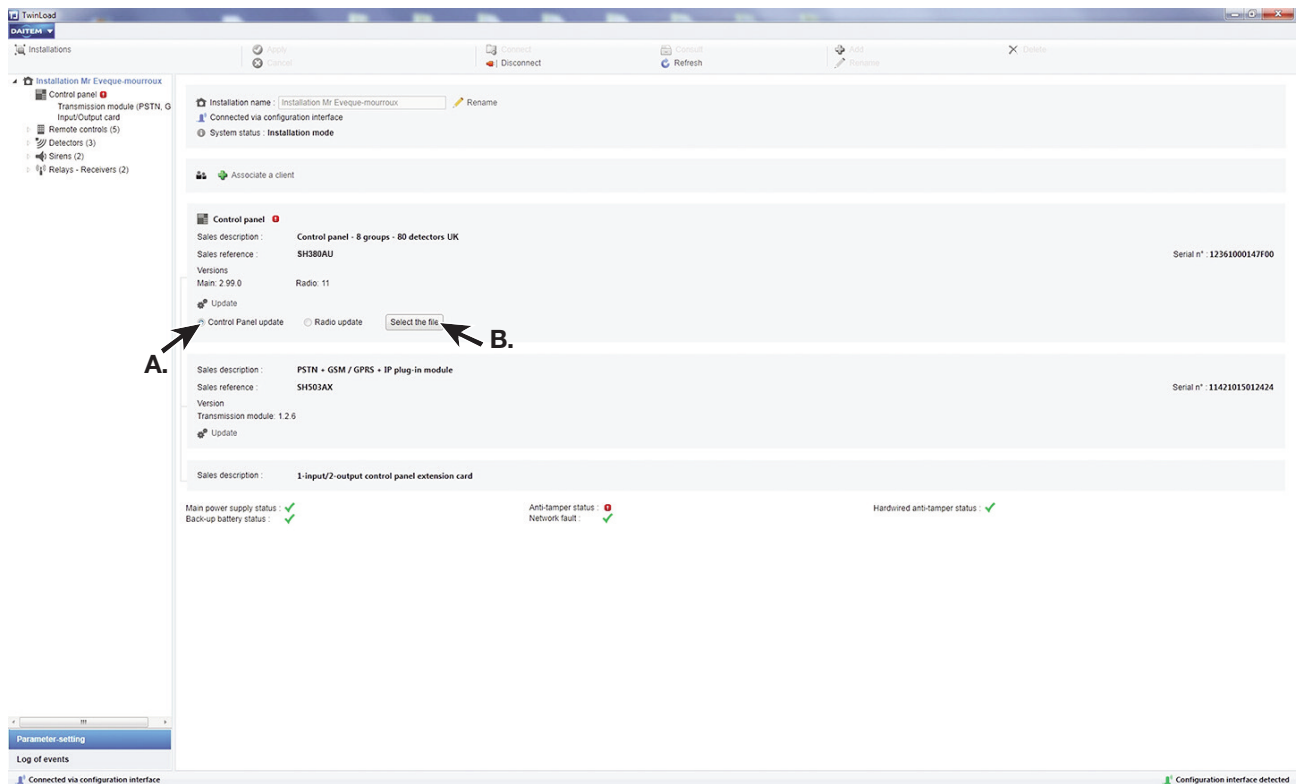 TwinLoad
DAITEM
Installations
Apply
Cancel
Connect
Disconnect
Consult
Refresh
Add
Rename
Delete
Installation Mr Eveque-mourroux
Control panel
Transmission module (PSTN, G
Input/Output card
Remote controls (5)
Detectors (3)
Sirens (2)
Relays - Receivers (2)
Installation name : Installation Mr Eveque-mourroux Rename
Connected via configuration interface
System status : Installation mode
Associate a client
Control panel
Sales description : Control panel - 8 groups - 80 detectors UK
Sales reference : SH380AU Serial n° : 12361000147F00
Versions
Main: 2.99.0 Radio: 11
Update
Control Panel update Radio update Select the file
A. B.
Sales description : PSTN + GSM / GPRS + IP plug-in module
Sales reference : SH503AX Serial n° : 11421015012424
Version
Transmission module: 1.2.6
Update
Sales description : 1-input/2-output control panel extension card
Main power supply status : Anti-tamper status : Hardwired anti-tamper status :
Back-up battery status : Network fault :
Parameter-setting
Log of events
Connected via configuration interface Configuration interface detected